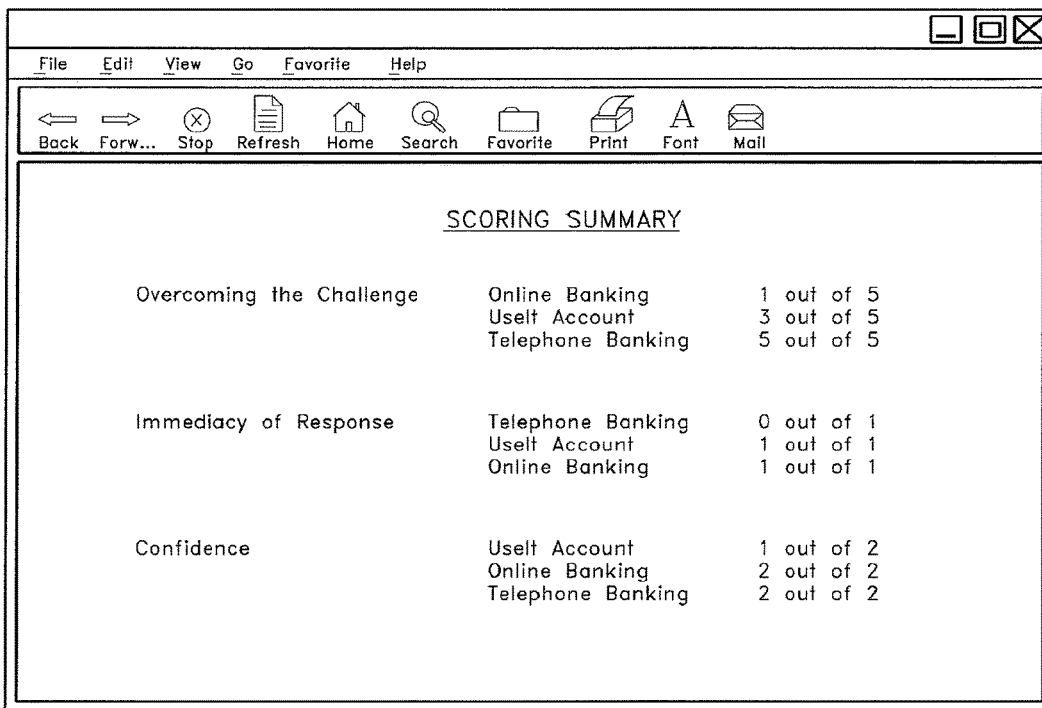 File Edit View Go Favorite Help
Back Forw... Stop Refresh Home Search Favorite Print Font Mail
SCORING SUMMARY
Overcoming the Challenge Online Banking 1 out of 5
UseIt Account 3 out of 5
Telephone Banking 5 out of 5
Immediacy of Response Telephone Banking 0 out of 1
UseIt Account 1 out of 1
Online Banking 1 out of 1
Confidence UseIt Account 1 out of 2
Online Banking 2 out of 2
Telephone Banking 2 out of 2